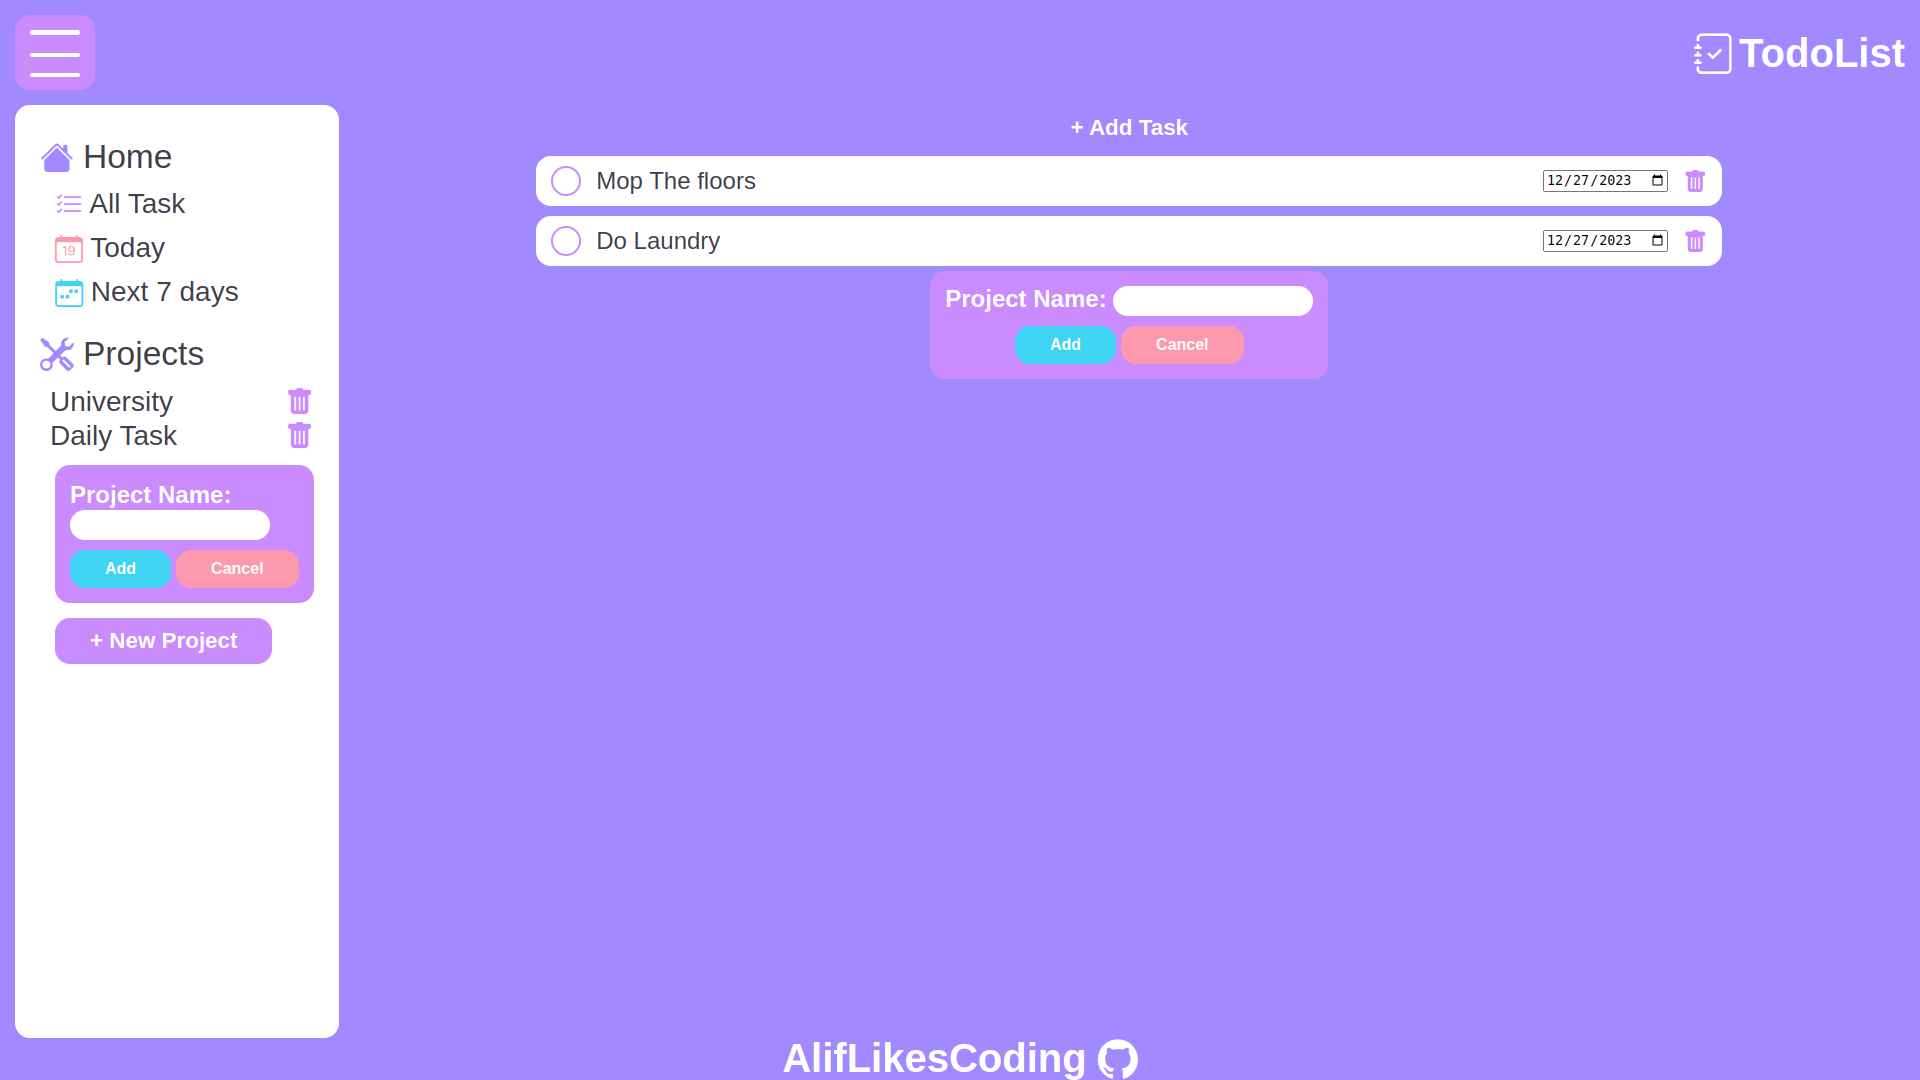 TodoList
Home
All Task
19
Today
Next 7 days
Projects
University
Daily Task
Project Name:
Add Cancel
+ New Project
+ Add Task
Mop The floors 12/27/2023
Do Laundry 12/27/2023
Project Name:
Add Cancel
AlifLikesCoding